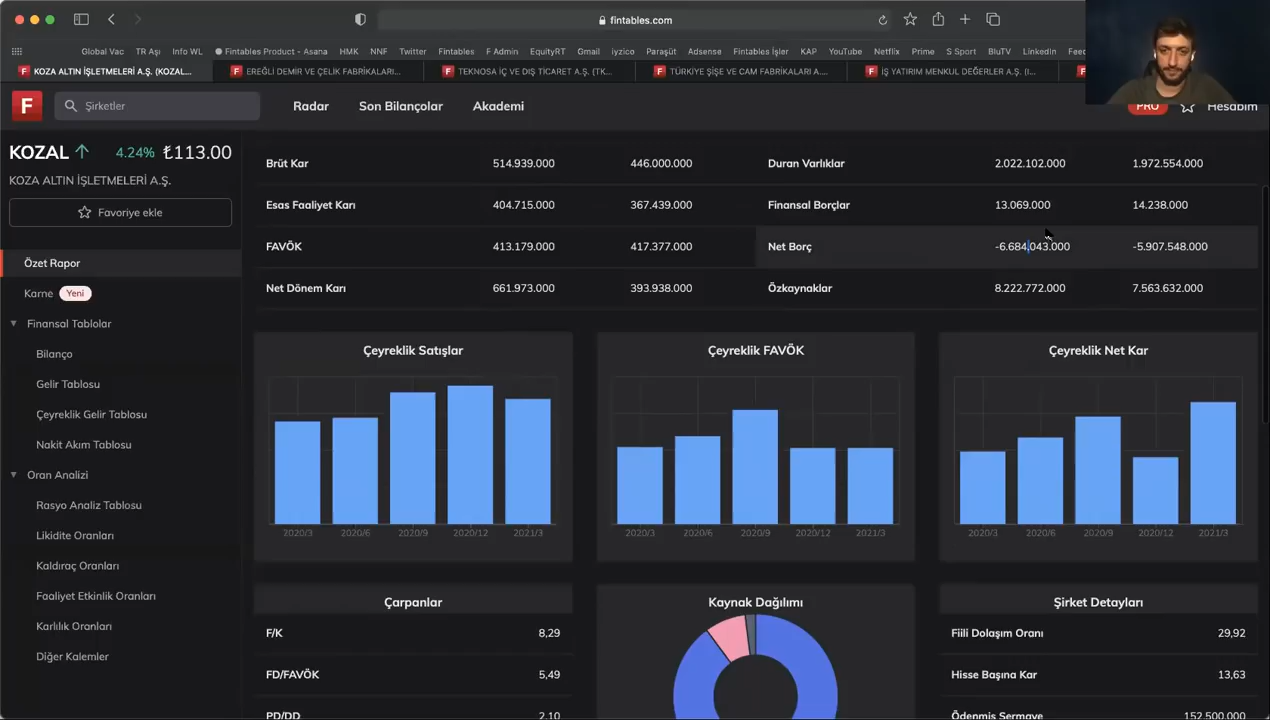 fintables.com
Global Vac TR Aşı Info WL Fintables Product - Asana HMK NNF Twitter Fintables F Admin EquityRT Gmail iyzico Paraşüt Adsense Fintables İşler KAP YouTube Netflix Prime S Sport BluTV LinkedIn Feed
F KOZA ALTIN İŞLETMELERİ A.Ş. (KOZAL... F EREĞLİ DEMİR VE ÇELİK FABRİKALARI... F TEKNOSA İÇ VE DIŞ TİCARET A.Ş. (TK... F TÜRKİYE ŞİŞE VE CAM FABRİKALARI A.... F İŞ YATIRIM MENKUL DEĞERLER A.Ş. (I... F
F Şirketler Radar Son Bilançolar Akademi PRO Hesabım
KOZAL 4.24% ₺113.00
KOZA ALTIN İŞLETMELERİ A.Ş.
Favoriye ekle
Özet Rapor
Karne Yeni
Finansal Tablolar
Bilanço
Gelir Tablosu
Çeyreklik Gelir Tablosu
Nakit Akım Tablosu
Oran Analizi
Rasyo Analiz Tablosu
Likidite Oranları
Kaldıraç Oranları
Faaliyet Etkinlik Oranları
Karlılık Oranları
Diğer Kalemler
Brüt Kar 514.939.000 446.000.000 Duran Varlıklar 2.022.102.000 1.972.554.000
Esas Faaliyet Karı 404.715.000 367.439.000 Finansal Borçlar 13.069.000 14.238.000
FAVÖK 413.179.000 417.377.000 Net Borç -6.684.043.000 -5.907.548.000
Net Dönem Karı 661.973.000 393.938.000 Özkaynaklar 8.222.772.000 7.563.632.000
Çeyreklik Satışlar
2020/3 2020/6 2020/9 2020/12 2021/3
Çeyreklik FAVÖK
2020/3 2020/6 2020/9 2020/12 2021/3
Çeyreklik Net Kar
2020/3 2020/6 2020/9 2020/12 2021/3
Çarpanlar
F/K 8,29
FD/FAVÖK 5,49
PD/DD 2,10
Kaynak Dağılımı
Şirket Detayları
Fiili Dolaşım Oranı 29,92
Hisse Başına Kar 13,63
Ödenmiş Sermaye 152.500.000